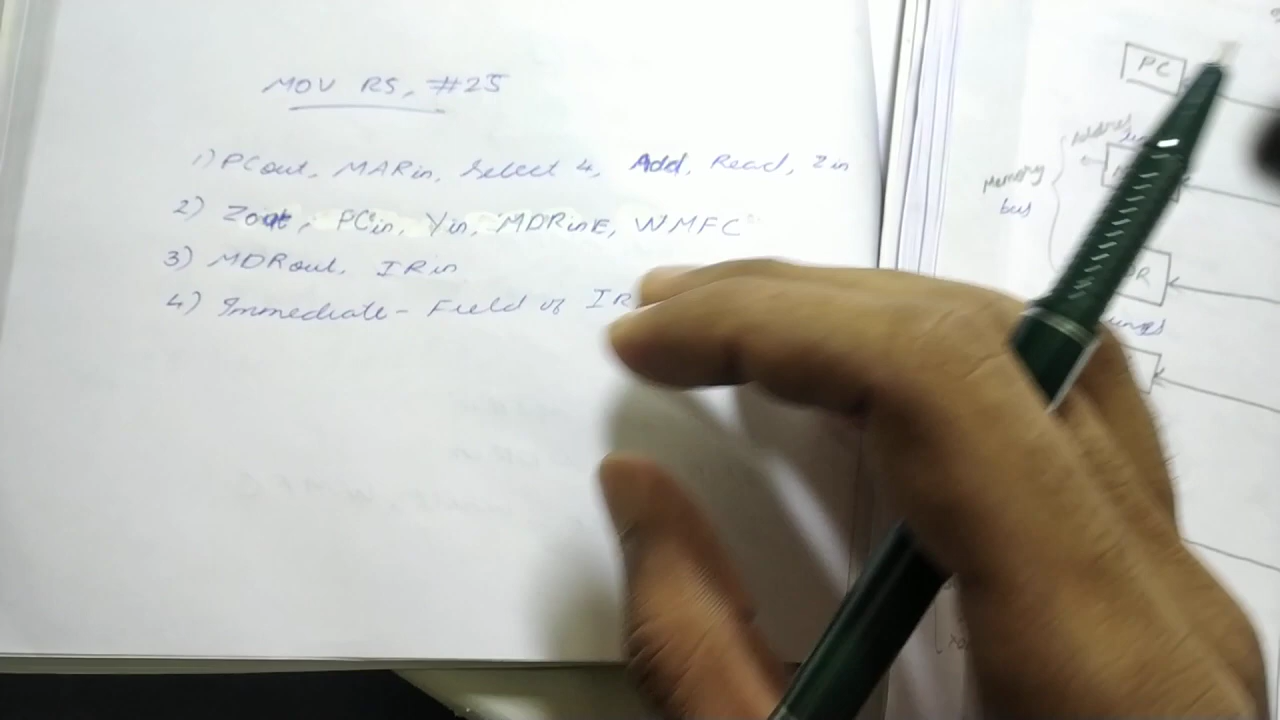 MOV R5, #25
1) PCout, MARin, Select 4, Add, Read, Zin
2) Zout, PCin, Yin, MDRinE, WMFC
3) MDRout, IRin
4) Immediate - Field of IR
PC
Address
Memory
bus